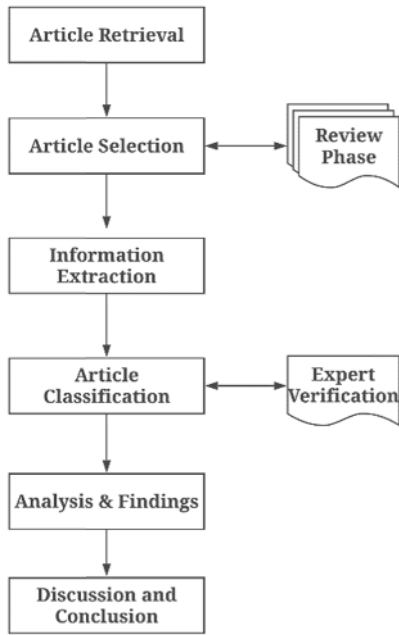 Article Retrieval
Article Selection
Review
Phase
Information
Extraction
Article
Classification
Expert
Verification
Analysis & Findings
Discussion and
Conclusion